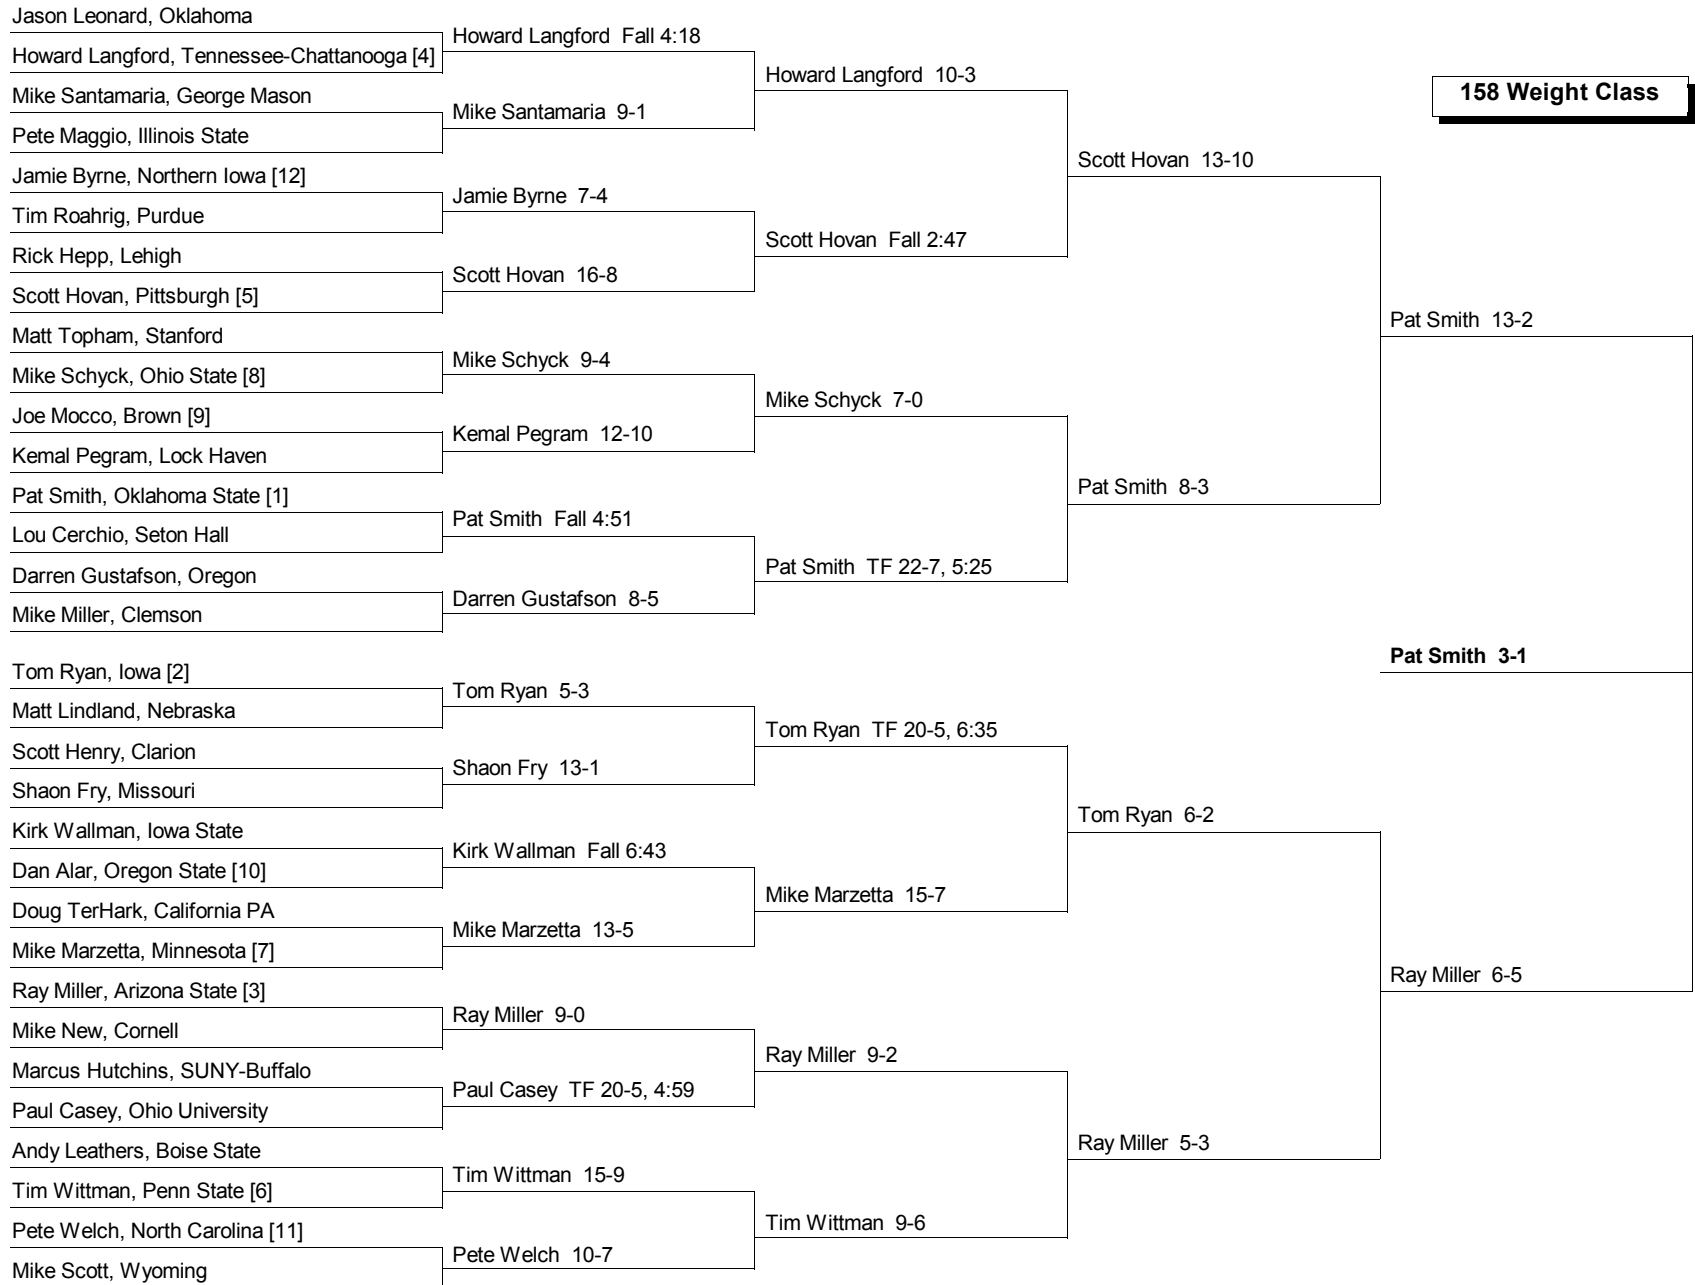 Jason Leonard, Oklahoma
Howard Langford, Tennessee-Chattanooga [4]
Mike Santamaria, George Mason
Pete Maggio, Illinois State
Jamie Byrne, Northern Iowa [12]
Tim Roahrig, Purdue
Rick Hepp, Lehigh
Scott Hovan, Pittsburgh [5]
Matt Topham, Stanford
Mike Schyck, Ohio State [8]
Joe Mocco, Brown [9]
Kemal Pegram, Lock Haven
Pat Smith, Oklahoma State [1]
Lou Cerchio, Seton Hall
Darren Gustafson, Oregon
Mike Miller, Clemson
Tom Ryan, Iowa [2]
Matt Lindland, Nebraska
Scott Henry, Clarion
Shaon Fry, Missouri
Kirk Wallman, Iowa State
Dan Alar, Oregon State [10]
Doug TerHark, California PA
Mike Marzetta, Minnesota [7]
Ray Miller, Arizona State [3]
Mike New, Cornell
Marcus Hutchins, SUNY-Buffalo
Paul Casey, Ohio University
Andy Leathers, Boise State
Tim Wittman, Penn State [6]
Pete Welch, North Carolina [11]
Mike Scott, Wyoming
Howard Langford Fall 4:18
Mike Santamaria 9-1
Jamie Byrne 7-4
Scott Hovan 16-8
Mike Schyck 9-4
Kemal Pegram 12-10
Pat Smith Fall 4:51
Darren Gustafson 8-5
Tom Ryan 5-3
Shaon Fry 13-1
Kirk Wallman Fall 6:43
Mike Marzetta 13-5
Ray Miller 9-0
Paul Casey TF 20-5, 4:59
Tim Wittman 15-9
Pete Welch 10-7
Howard Langford 10-3
Scott Hovan Fall 2:47
Mike Schyck 7-0
Pat Smith TF 22-7, 5:25
Tom Ryan TF 20-5, 6:35
Mike Marzetta 15-7
Ray Miller 9-2
Tim Wittman 9-6
Scott Hovan 13-10
Pat Smith 8-3
Tom Ryan 6-2
Ray Miller 5-3
158 Weight Class
Pat Smith 13-2
Pat Smith 3-1
Ray Miller 6-5